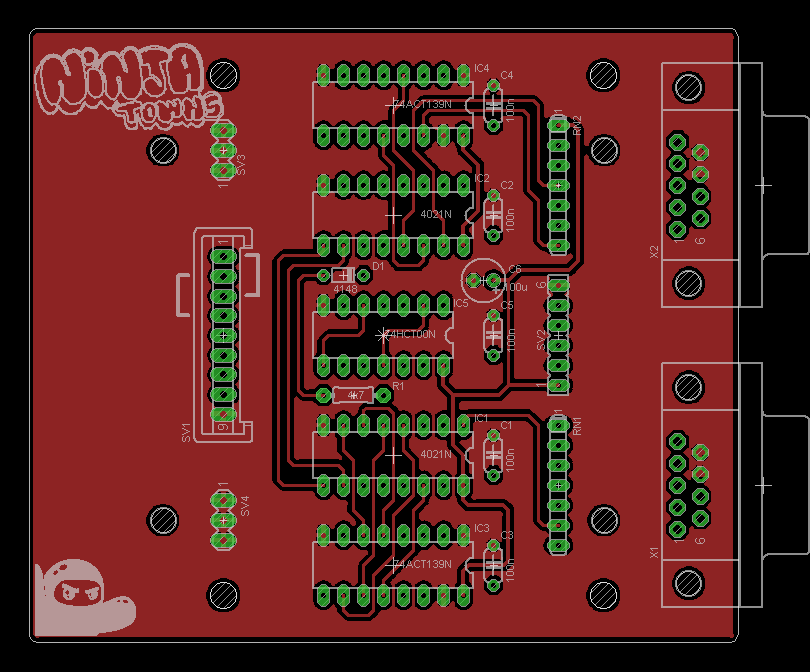 NiNJA
TOWNS
IC4
C4
74ACT139N
100n
1
RN2
SV3
1
IC2
C2
4021N
100n
X2
1
6
1
D1
4148
C6
100u
6
IC5
C5
74HCT00N
100n
SV2
1
R1
4k7
SV1
9
IC1
C1
4021N
100n
1
RN1
1
SV4
IC3
C3
74ACT139N
100n
X1
1
6